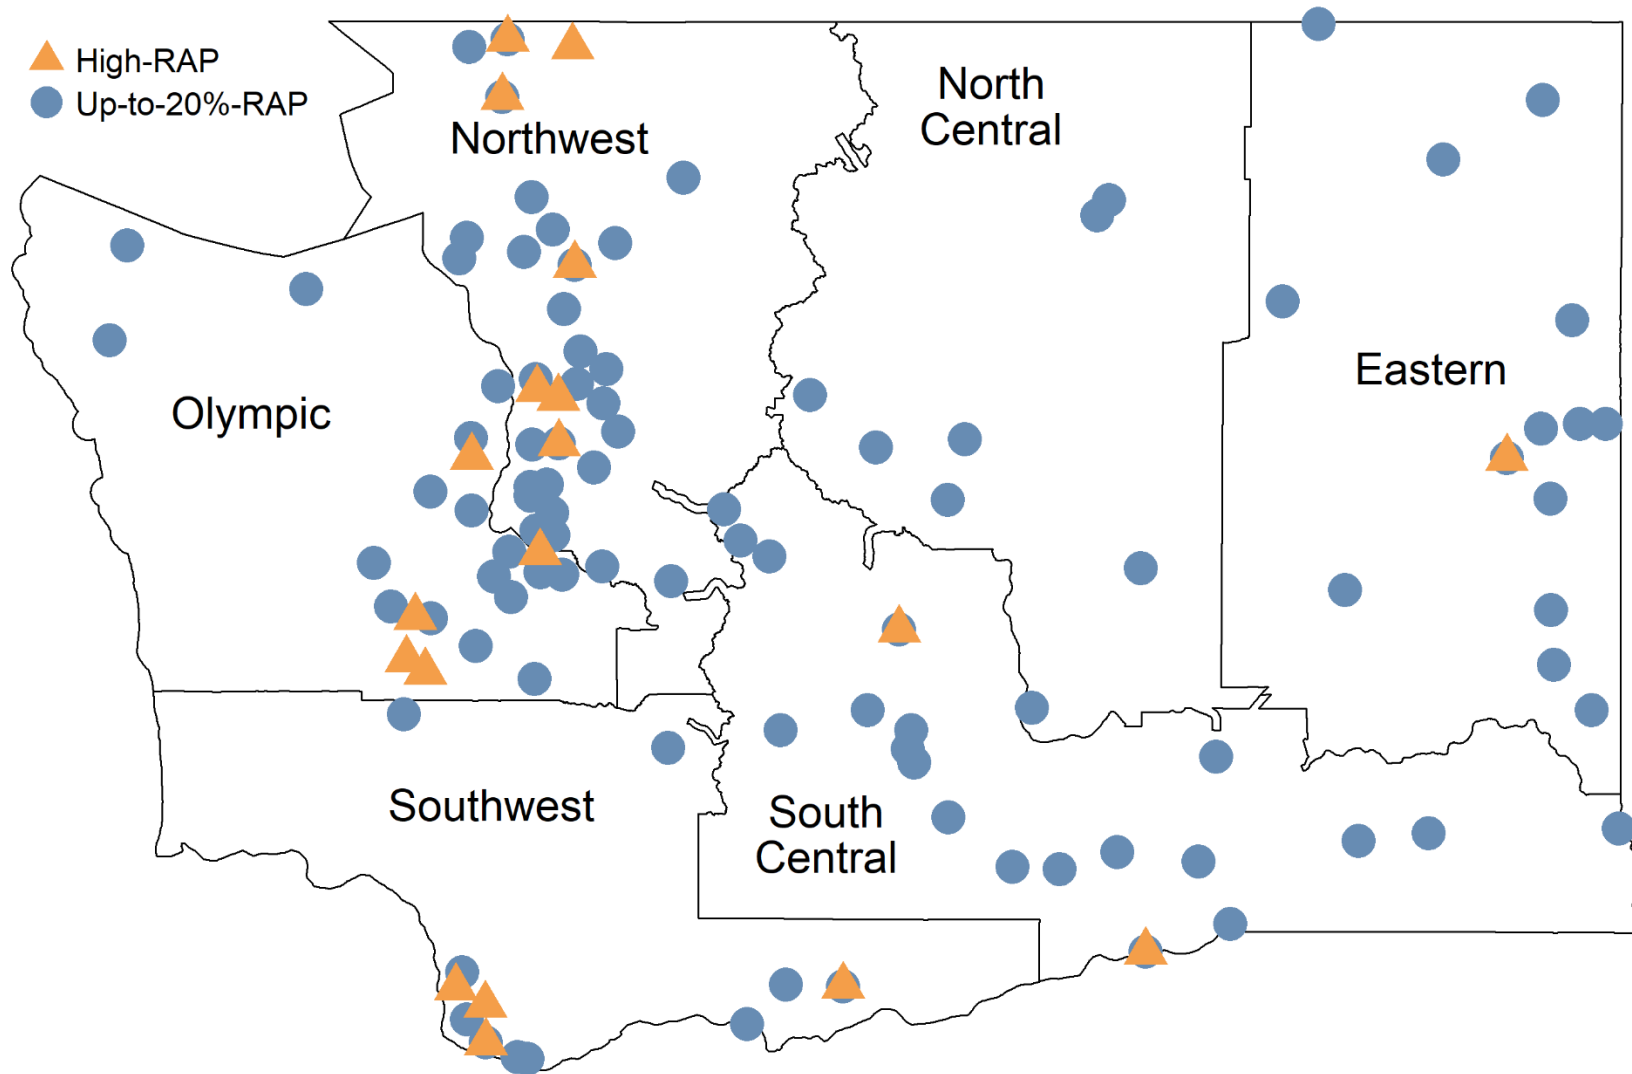 High-RAP
Up-to-20%-RAP
North
Central
Northwest
Eastern
Olympic
Southwest
South
Central